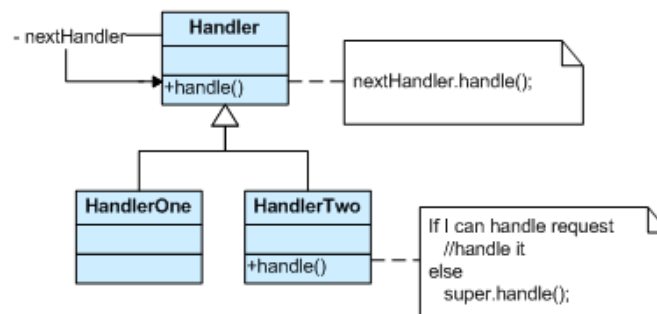 Handler
- nextHandler
+handle()
nextHandler.handle();
HandlerOne
HandlerTwo
+handle()
If I can handle request
//handle it
else
super.handle();